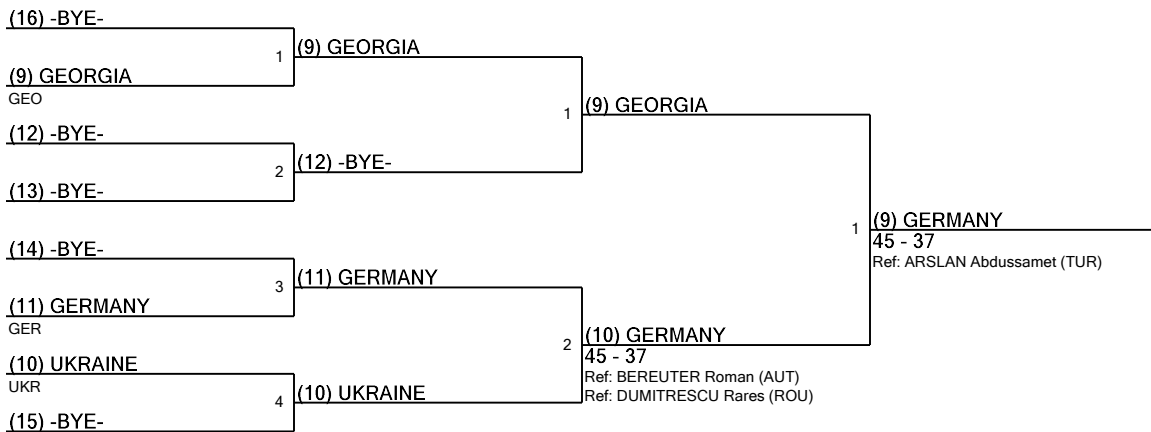 (16) -BYE-
1
(9) GEORGIA
(9) GEORGIA
GEO
1
(9) GEORGIA
(12) -BYE-
2
(12) -BYE-
(13) -BYE-
1
(9) GERMANY
45 - 37
Ref: ARSLAN Abdussamet (TUR)
(14) -BYE-
3
(11) GERMANY
(11) GERMANY
GER
2
(10) GERMANY
45 - 37
Ref: BEREUTER Roman (AUT)
Ref: DUMITRESCU Rares (ROU)
(10) UKRAINE
UKR
4
(10) UKRAINE
(15) -BYE-